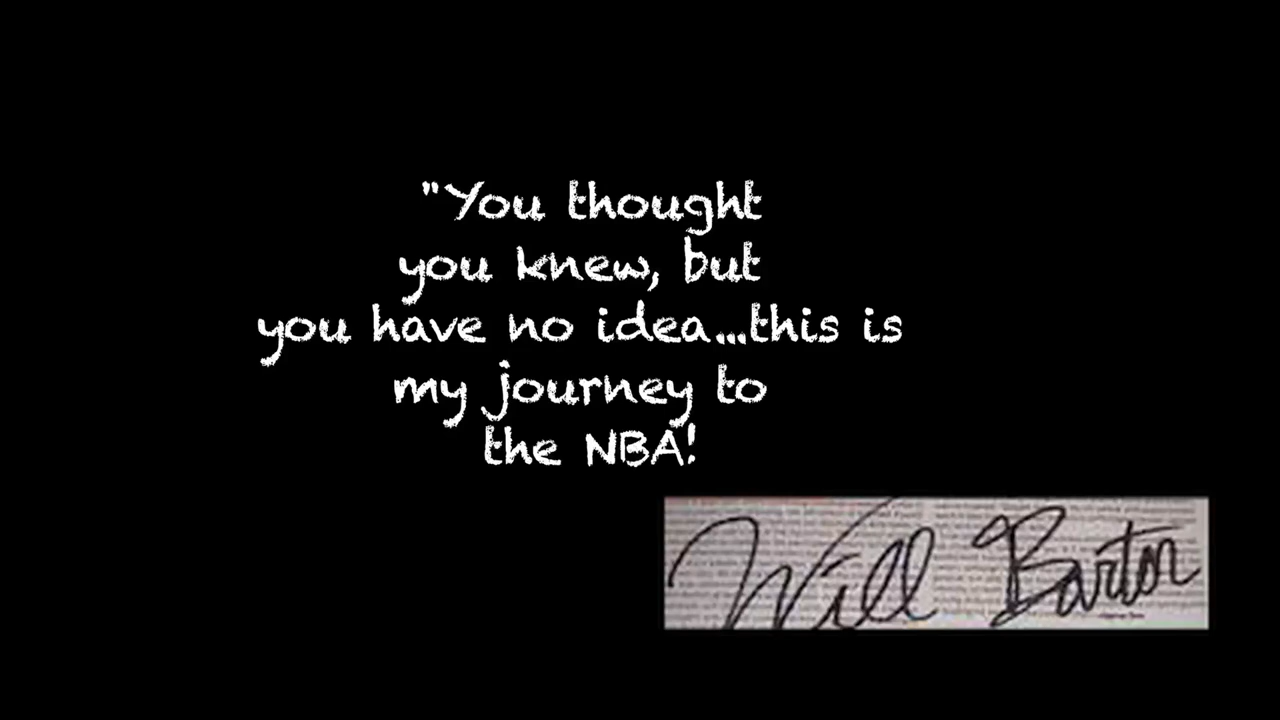 "You thought
you knew, but
you have no idea...this is
my journey to
the NBA!
Will Barton